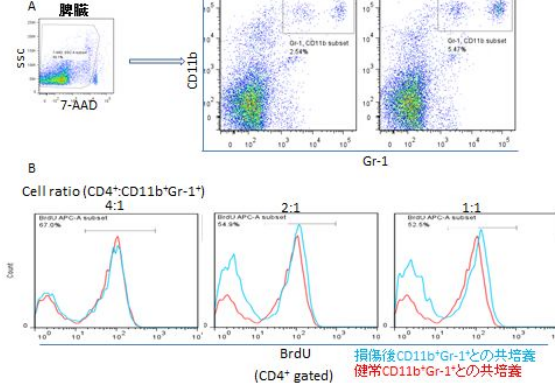 A
脾臓
SSC
7-AAD
CD11b
Gr-1, CD11b subset
2.54%
Gr-1, CD11b subset
5.47%
Gr-1
B
Cell ratio (CD4⁺:CD11b⁺Gr-1⁺)
4:1
2:1
1:1
BrdU APC-A subset
67.0%
BrdU APC-A subset
54.9%
BrdU APC-A subset
52.5%
Count
BrdU
(CD4⁺ gated)
損傷後CD11b⁺Gr-1⁺との共培養
健常CD11b⁺Gr-1⁺との共培養